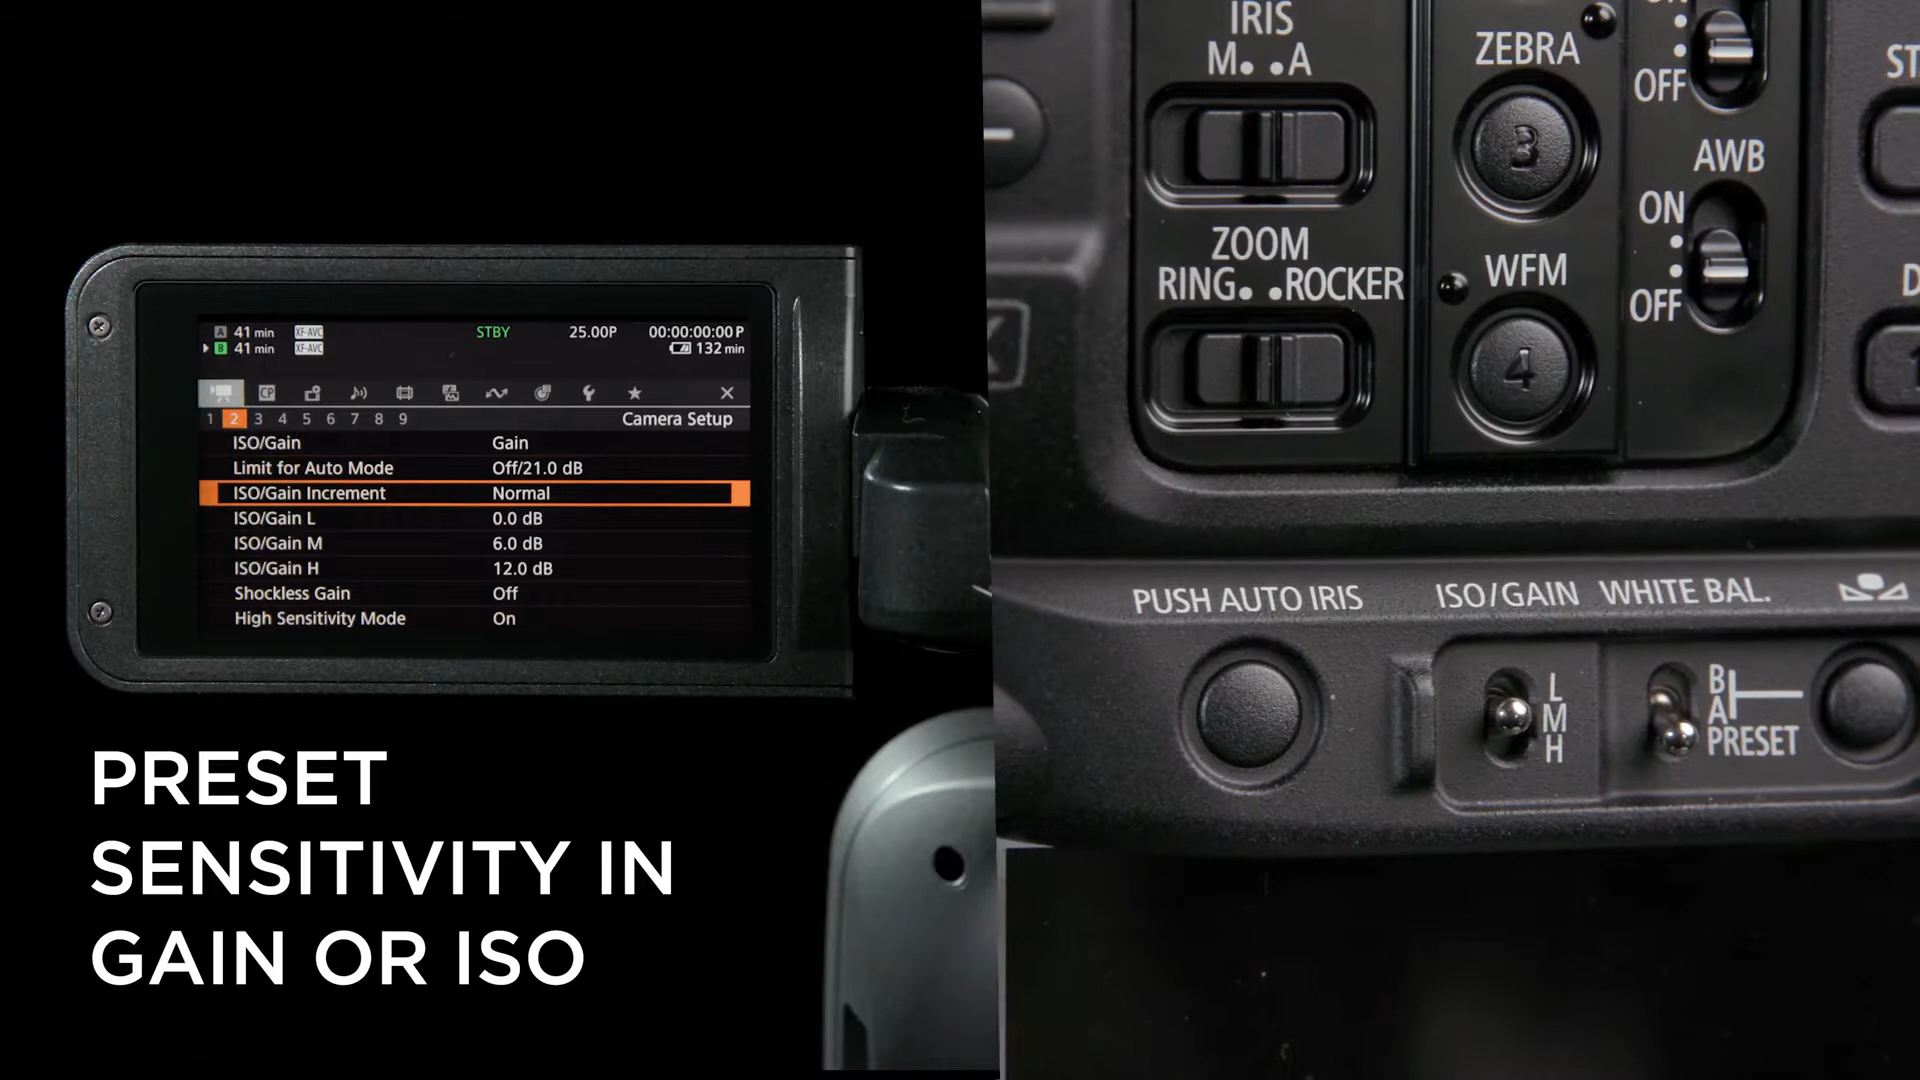 A 41 min XF-AVC STBY 25.00P 00:00:00:00 P
B 41 min XF-AVC 132 min
CP
1 2 3 4 5 6 7 8 9 Camera Setup
ISO/Gain Gain
Limit for Auto Mode Off/21.0 dB
ISO/Gain Increment Normal
ISO/Gain L 0.0 dB
ISO/Gain M 6.0 dB
ISO/Gain H 12.0 dB
Shockless Gain Off
High Sensitivity Mode On
PRESET
SENSITIVITY IN
GAIN OR ISO
IRIS
M A
ZOOM
RING ROCKER
ZEBRA
3
WFM
4
OFF
AWB
ON
OFF
PUSH AUTO IRIS
ISO/GAIN
L
M
H
WHITE BAL.
B
A
PRESET